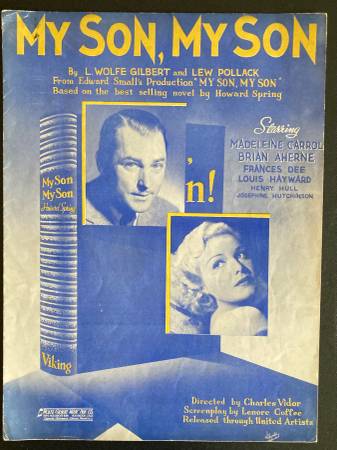 MY SON, MY SON
By L. WOLFE GILBERT and LEW POLLACK
From Edward Small's Production "MY SON, MY SON"
Based on the best selling novel by Howard Spring
Starring
MADELEINE CARROLL
BRIAN AHERNE
FRANCES DEE
LOUIS HAYWARD
HENRY HULL
JOSEPHINE HUTCHINSON
My Son
My Son
Howard Spring
n!
Viking
Directed by Charles Vidor
Screenplay by Lenore Coffee
Released through United Artists